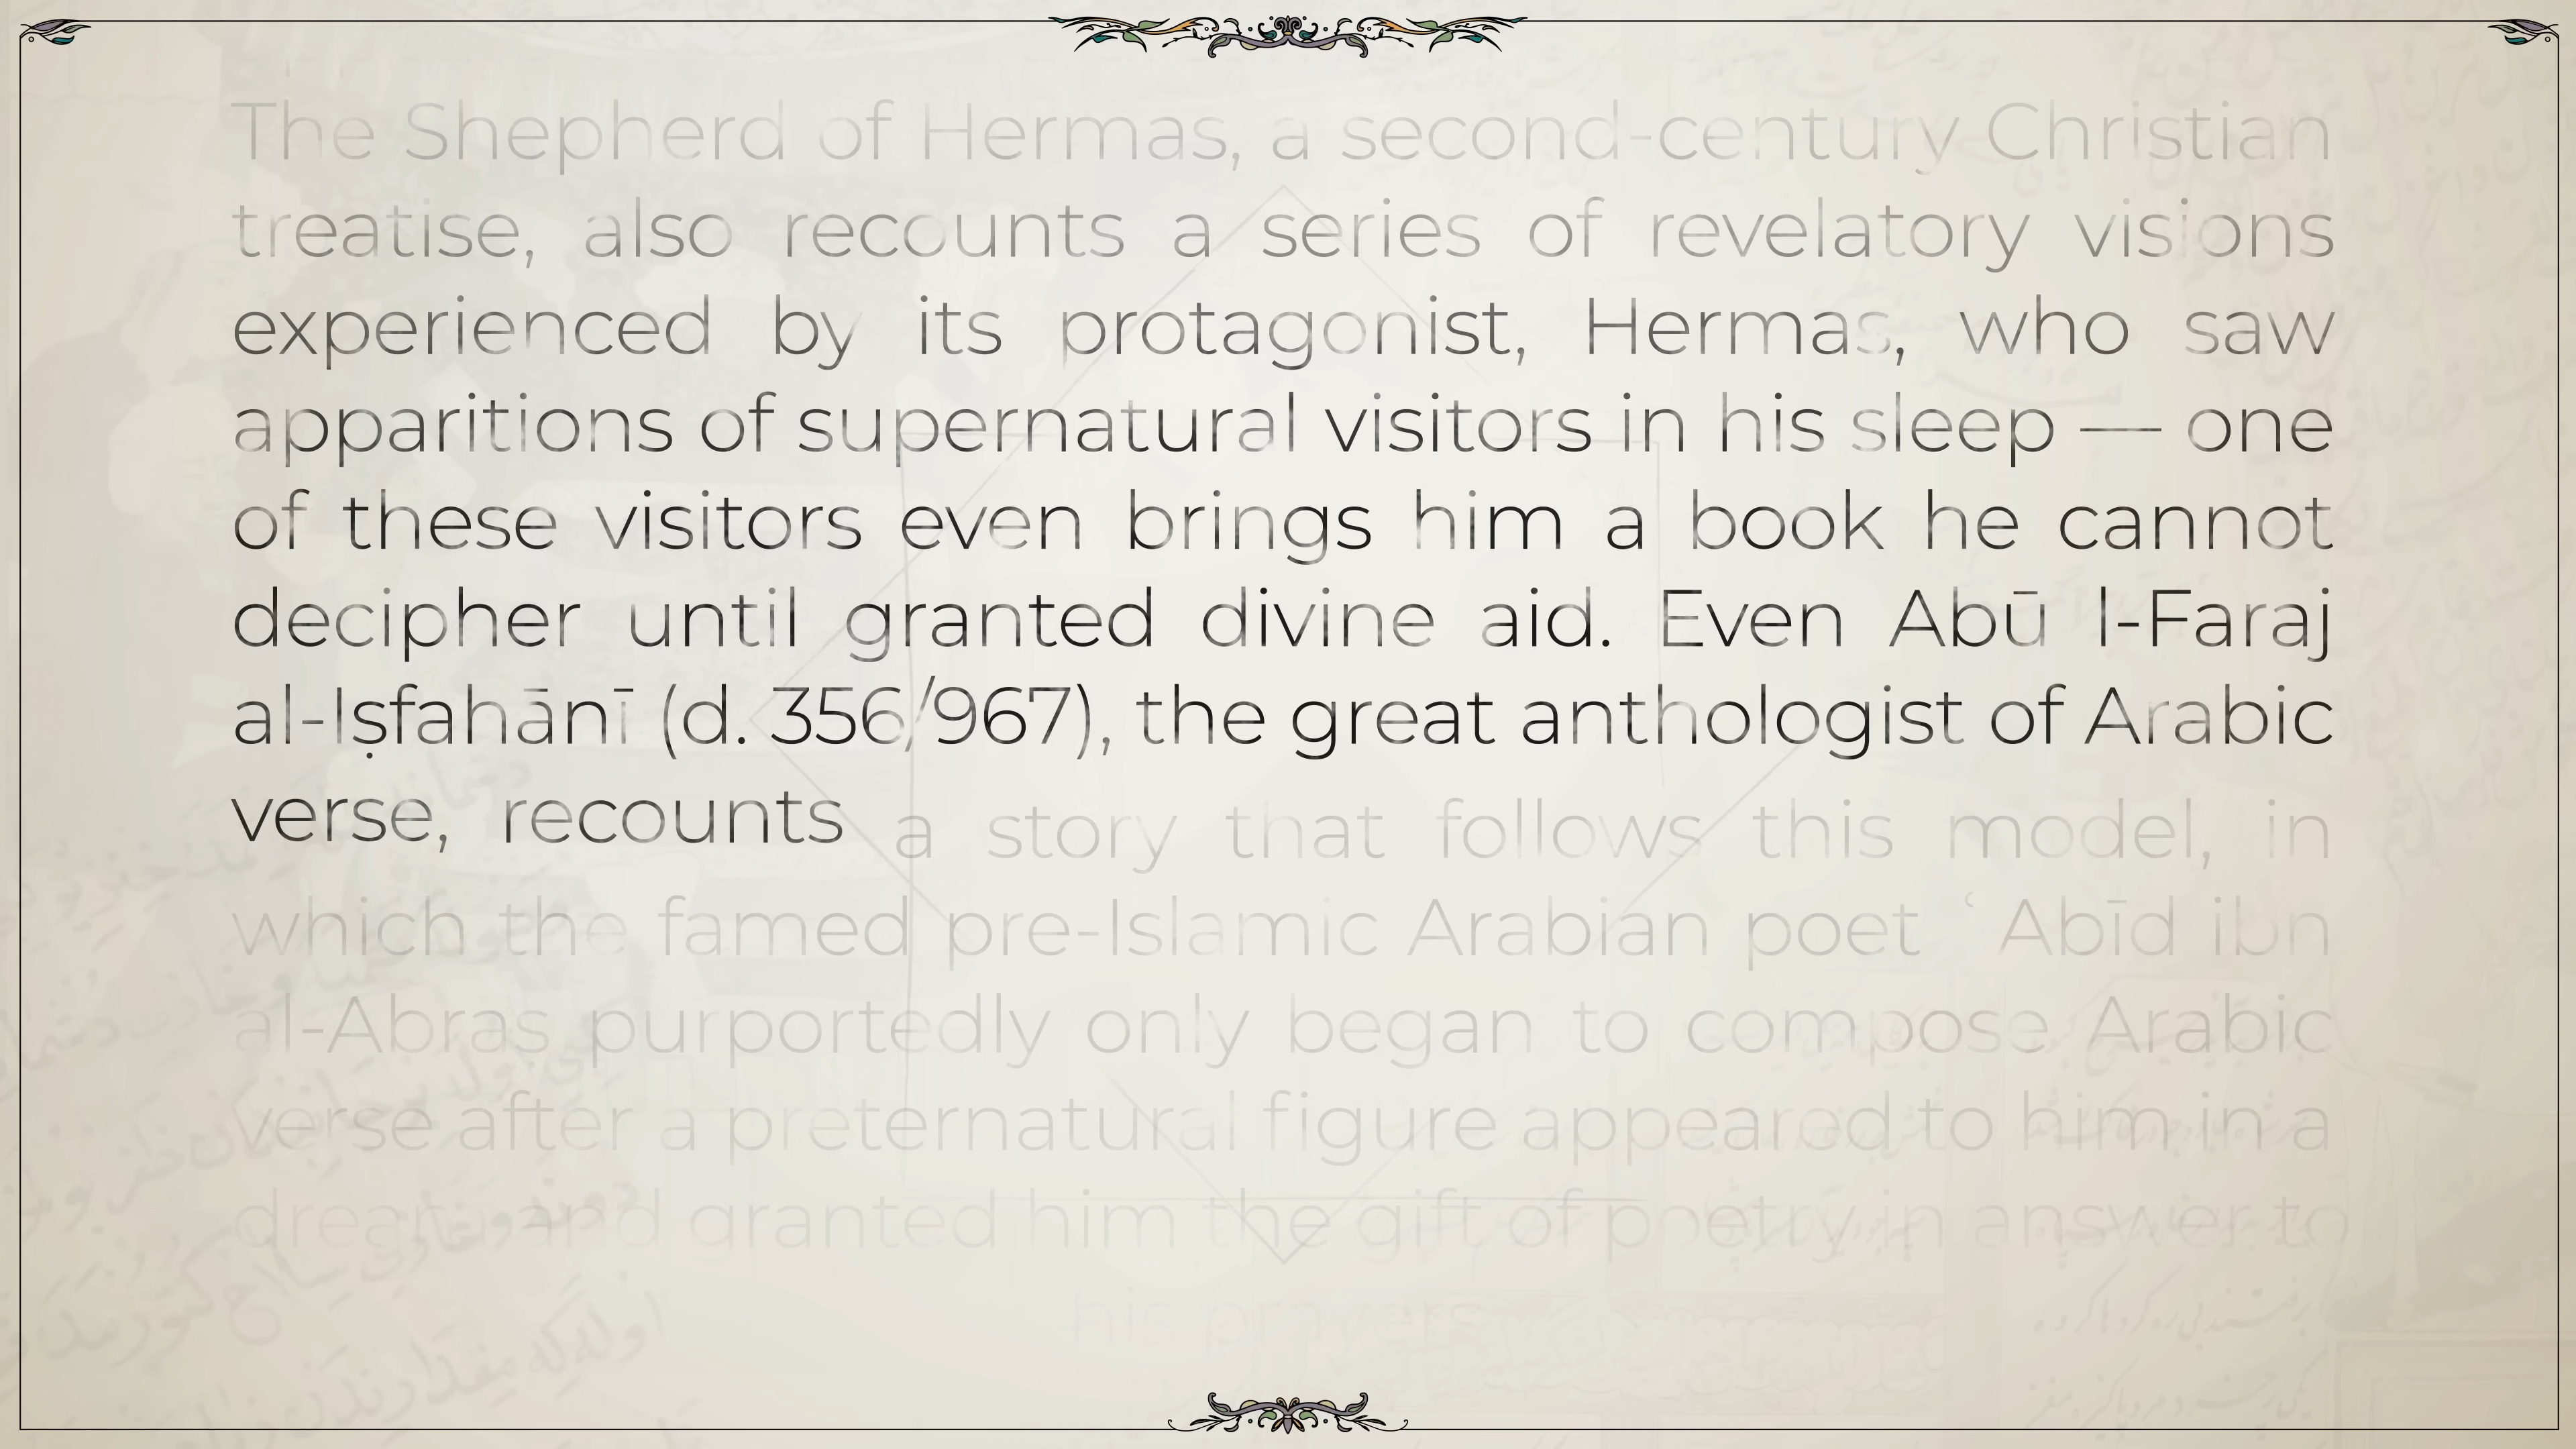 The Shepherd of Hermas, a second-century Christian
treatise, also recounts a series of revelatory visions
experienced by its protagonist, Hermas, who saw
apparitions of supernatural visitors in his sleep — one
of these visitors even brings him a book he cannot
decipher until granted divine aid. Even Abū l-Faraj
al-Iṣfahānī (d. 356/967), the great anthologist of Arabic
verse, recounts a story that follows this model, in
which the famed pre-Islamic Arabian poet ʿAbīd ibn
al-Abras purportedly only began to compose Arabic
verse after a preternatural figure appeared to him in a
dream and granted him the gift of poetry in answer to
his prayers